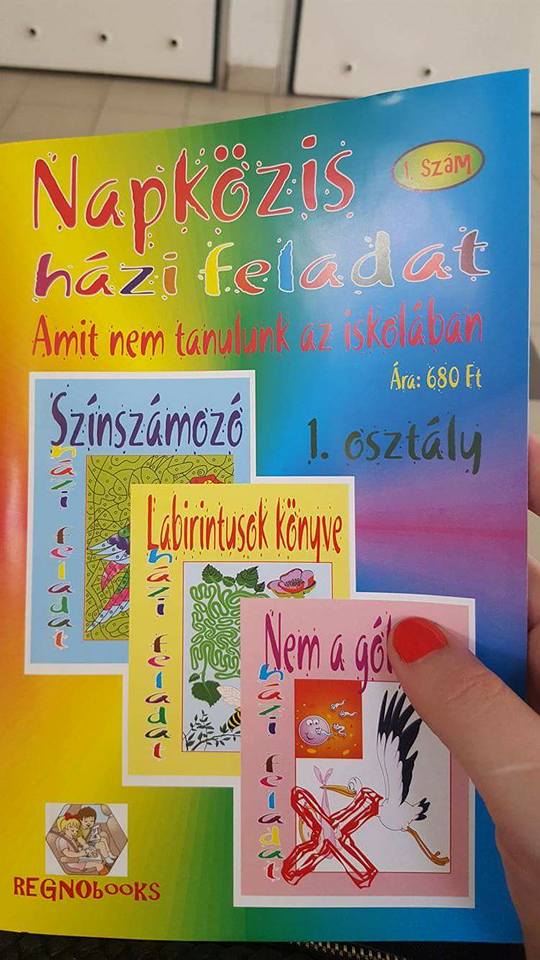 Napközis
1. szám
házi feladat
Amit nem tanulunk az iskolában
Ára: 680 Ft
1. osztály
Színszámozó
házi feladat
Labirintusok könyve
házi feladat
Nem a
házi feladat
REGNObooks